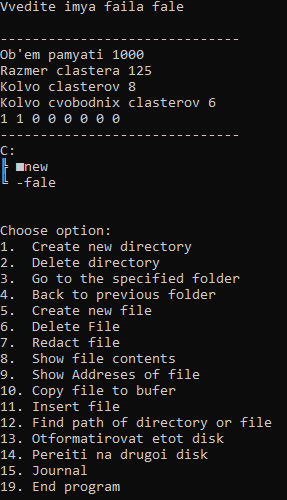 Vvedite imya faila fale
------------------------------
Ob'em pamyati 1000
Razmer clastera 125
Kolvo clasterov 8
Kolvo cvobodnix clasterov 6
1 1 0 0 0 0 0 0
------------------------------
C:
╠ ■new
╚ -fale
Choose option:
1.  Create new directory
2.  Delete directory
3.  Go to the specified folder
4.  Back to previous folder
5.  Create new file
6.  Delete File
7.  Redact file
8.  Show file contents
9.  Show Addreses of file
10. Copy file to bufer
11. Insert file
12. Find path of directory or file
13. Otformatirovat etot disk
14. Pereiti na drugoi disk
15. Journal
19. End program